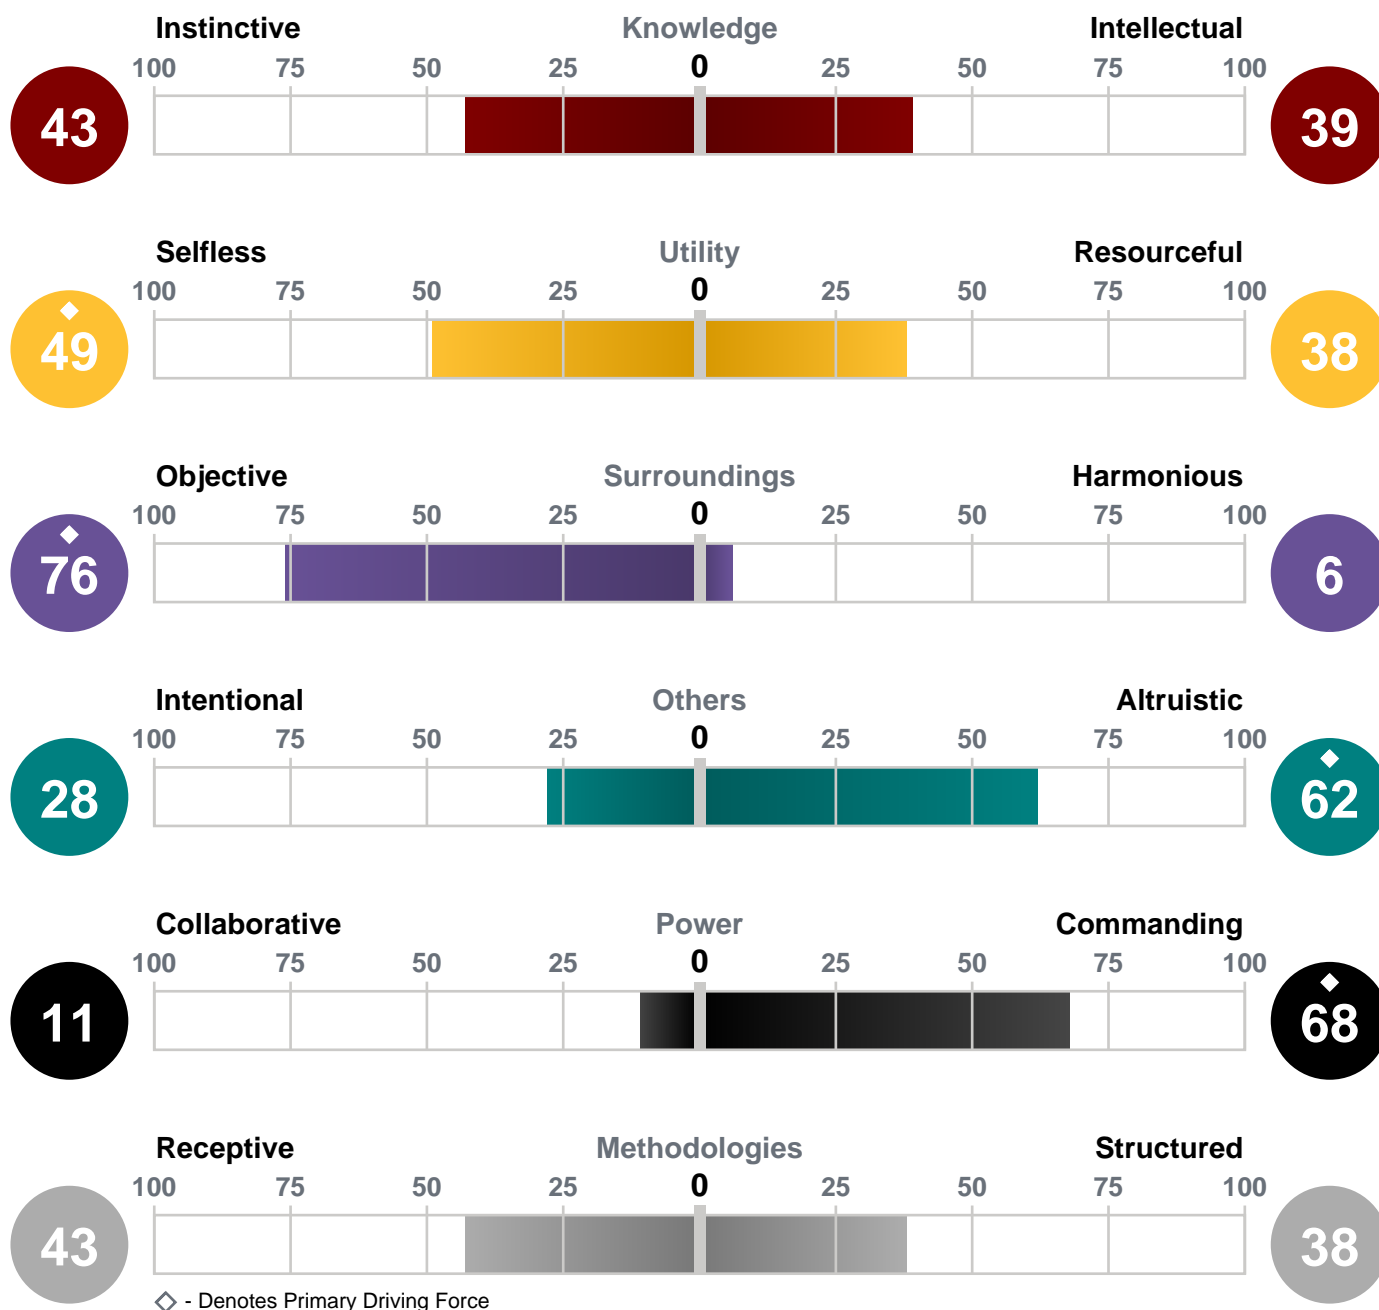 Instinctive Knowledge Intellectual
100 75 50 25 0 25 50 75 100
43 39
Selfless Utility Resourceful
100 75 50 25 0 25 50 75 100
49 38
Objective Surroundings Harmonious
100 75 50 25 0 25 50 75 100
76 6
Intentional Others Altruistic
100 75 50 25 0 25 50 75 100
28 62
Collaborative Power Commanding
100 75 50 25 0 25 50 75 100
11 68
Receptive Methodologies Structured
100 75 50 25 0 25 50 75 100
43 38
- Denotes Primary Driving Force